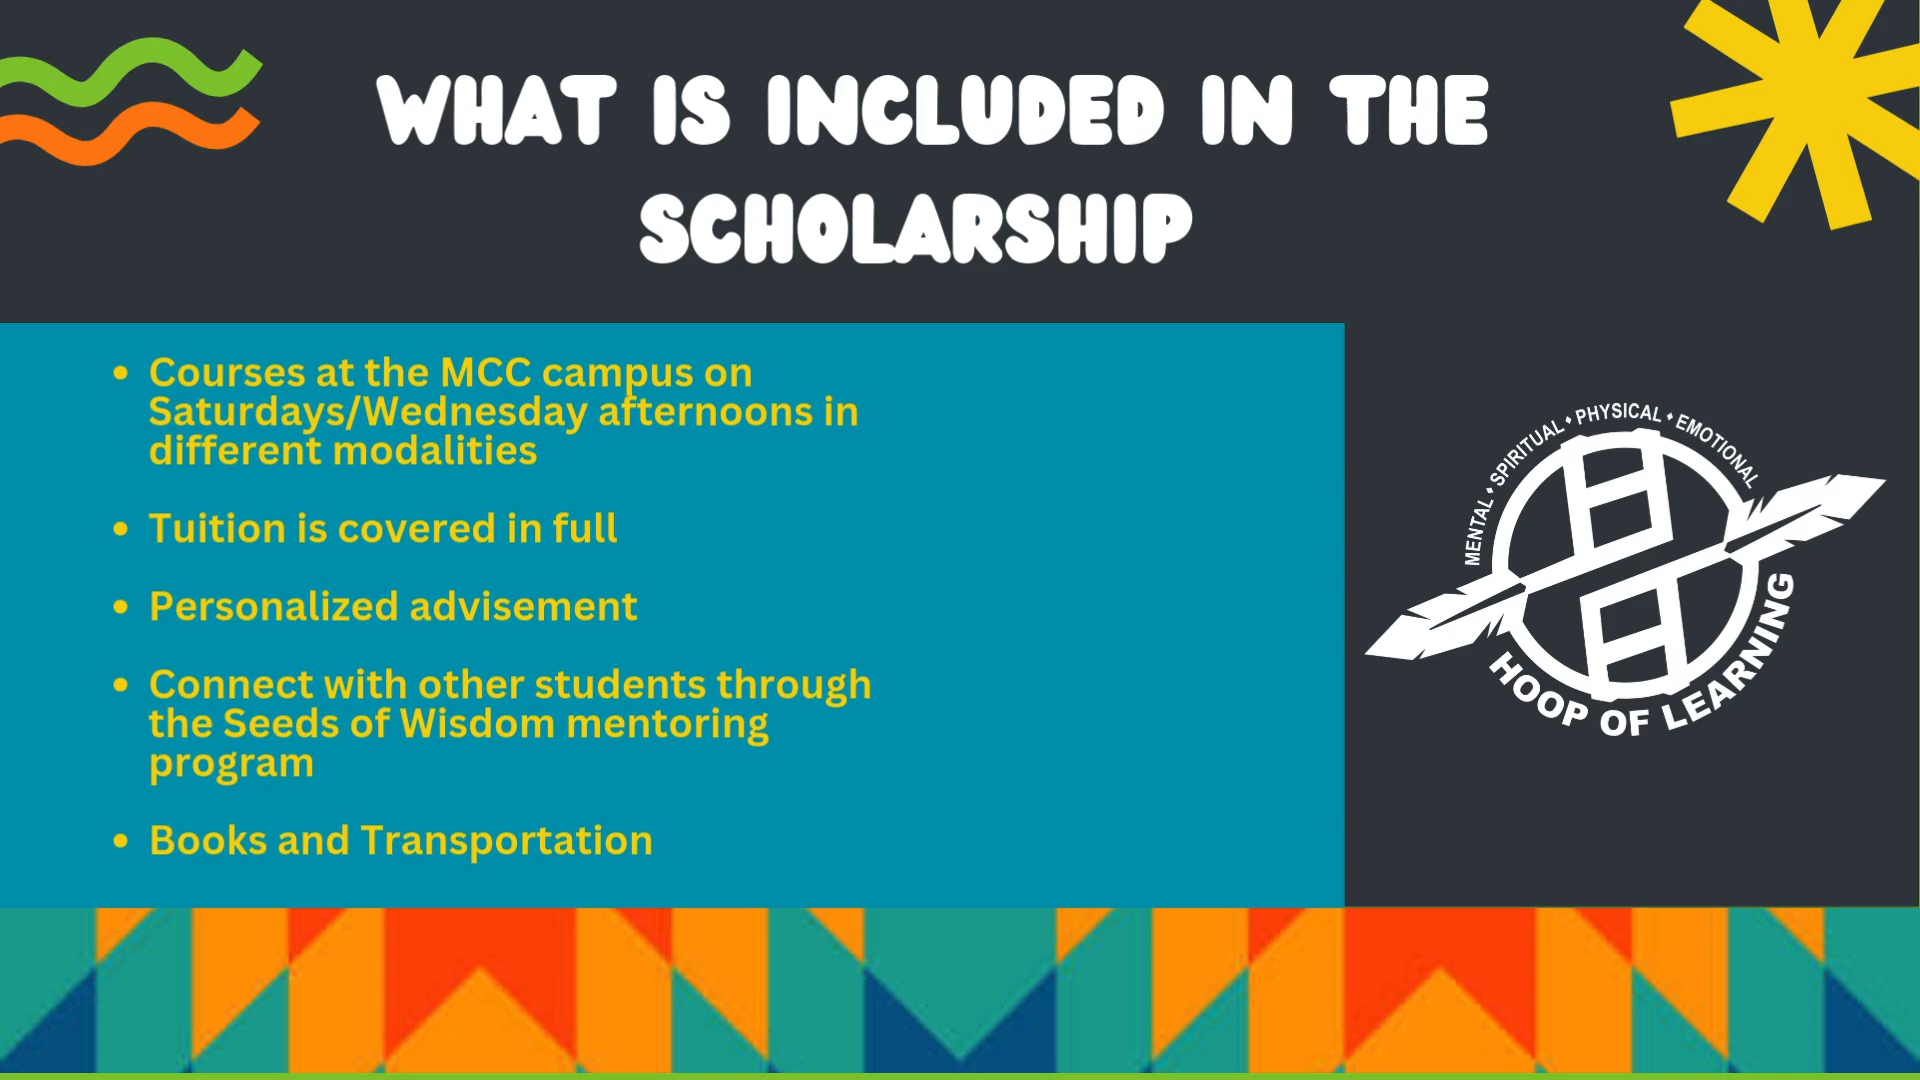 WHAT IS INCLUDED IN THE
SCHOLARSHIP
• Courses at the MCC campus on
Saturdays/Wednesday afternoons in
different modalities
• Tuition is covered in full
• Personalized advisement
• Connect with other students through
the Seeds of Wisdom mentoring
program
• Books and Transportation
MENTAL ♦ SPIRITUAL ♦ PHYSICAL ♦ EMOTIONAL
HOOP OF LEARNING